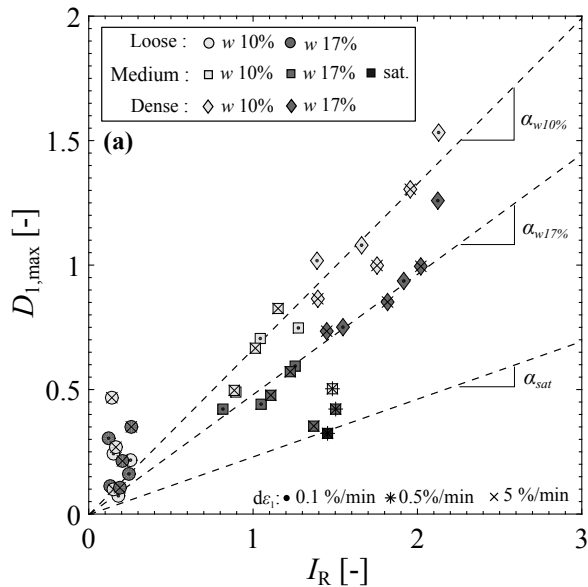 2
1.5
1
0.5
0
0
1
2
3
D1,max [-]
IR [-]
Loose : w 10% w 17%
Medium : w 10% w 17% sat.
Dense : w 10% w 17%
(a)
αw10%
αw17%
αsat
dε1: 0.1 %/min 0.5%/min 5 %/min